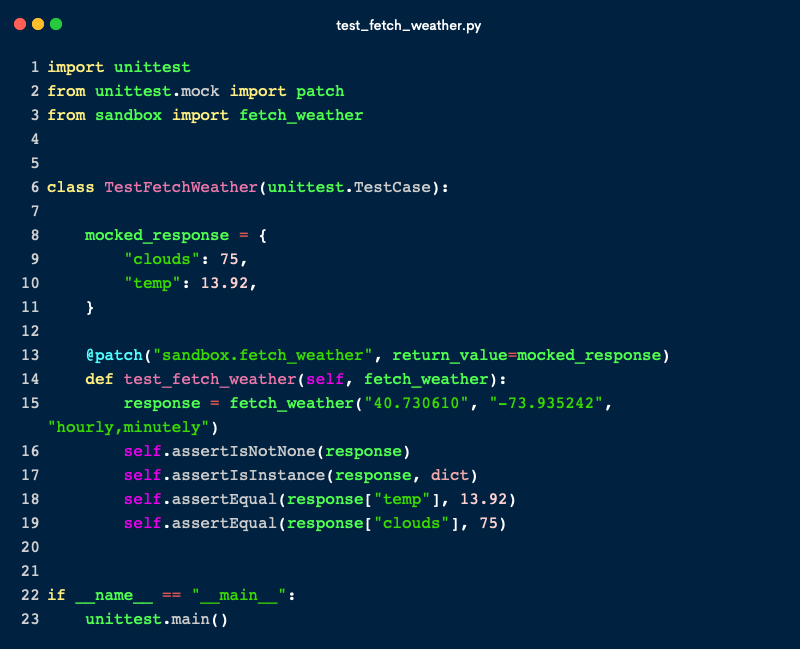 test_fetch_weather.py
1 import unittest
2 from unittest.mock import patch
3 from sandbox import fetch_weather
4
5
6 class TestFetchWeather(unittest.TestCase):
7
8     mocked_response = {
9         "clouds": 75,
10         "temp": 13.92,
11     }
12
13     @patch("sandbox.fetch_weather", return_value=mocked_response)
14     def test_fetch_weather(self, fetch_weather):
15         response = fetch_weather("40.730610", "-73.935242",
"hourly,minutely")
16         self.assertIsNotNone(response)
17         self.assertIsInstance(response, dict)
18         self.assertEqual(response["temp"], 13.92)
19         self.assertEqual(response["clouds"], 75)
20
21
22 if __name__ == "__main__":
23     unittest.main()